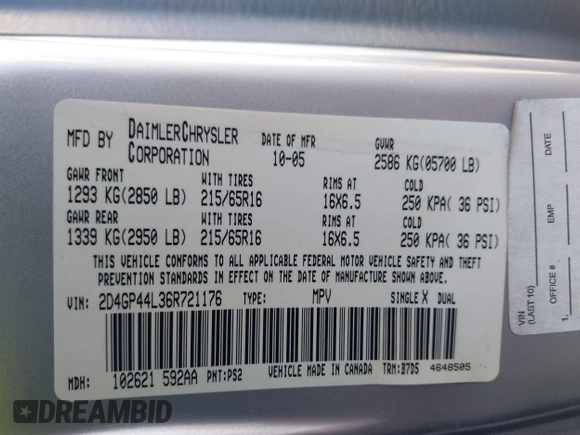 MFD BY DAIMLERCHRYSLER CORPORATION DATE OF MFR 10-05 GVWR 2586 KG(05700 LB)
GAWR FRONT WITH TIRES RIMS AT COLD
1293 KG(2850 LB) 215/65R16 16X6.5 250 KPA( 36 PSI)
GAWR REAR WITH TIRES RIMS AT COLD
1339 KG(2950 LB) 215/65R16 16X6.5 250 KPA( 36 PSI)
THIS VEHICLE CONFORMS TO ALL APPLICABLE FEDERAL MOTOR VEHICLE SAFETY AND THEFT
PREVENTION STANDARDS IN EFFECT ON THE DATE OF MANUFACTURE SHOWN ABOVE.
VIN: 2D4GP44L36R721176 TYPE: MPV SINGLE X DUAL
MDH: 102621 592AA PNT:PS2 VEHICLE MADE IN CANADA TRM:B7D5 4648505
VIN (LAST 10)
OFFICE #
1.
EMP
DATE
DREAMBID